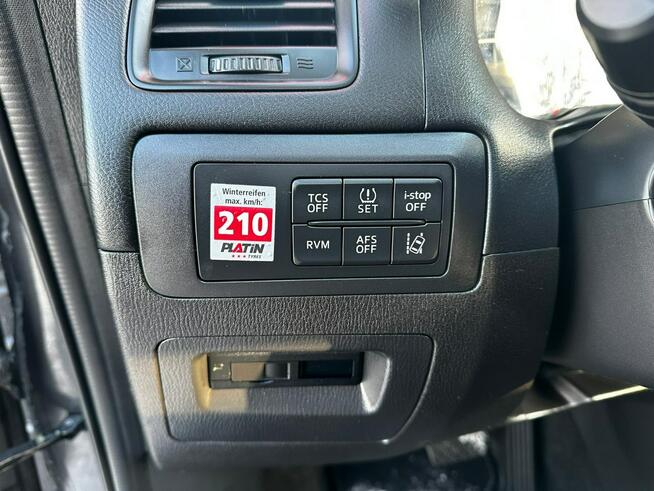 Winterreifen
max. km/h:
210
PLATIN
TYRES
TCS
OFF
SET
i-stop
OFF
RVM
AFS
OFF